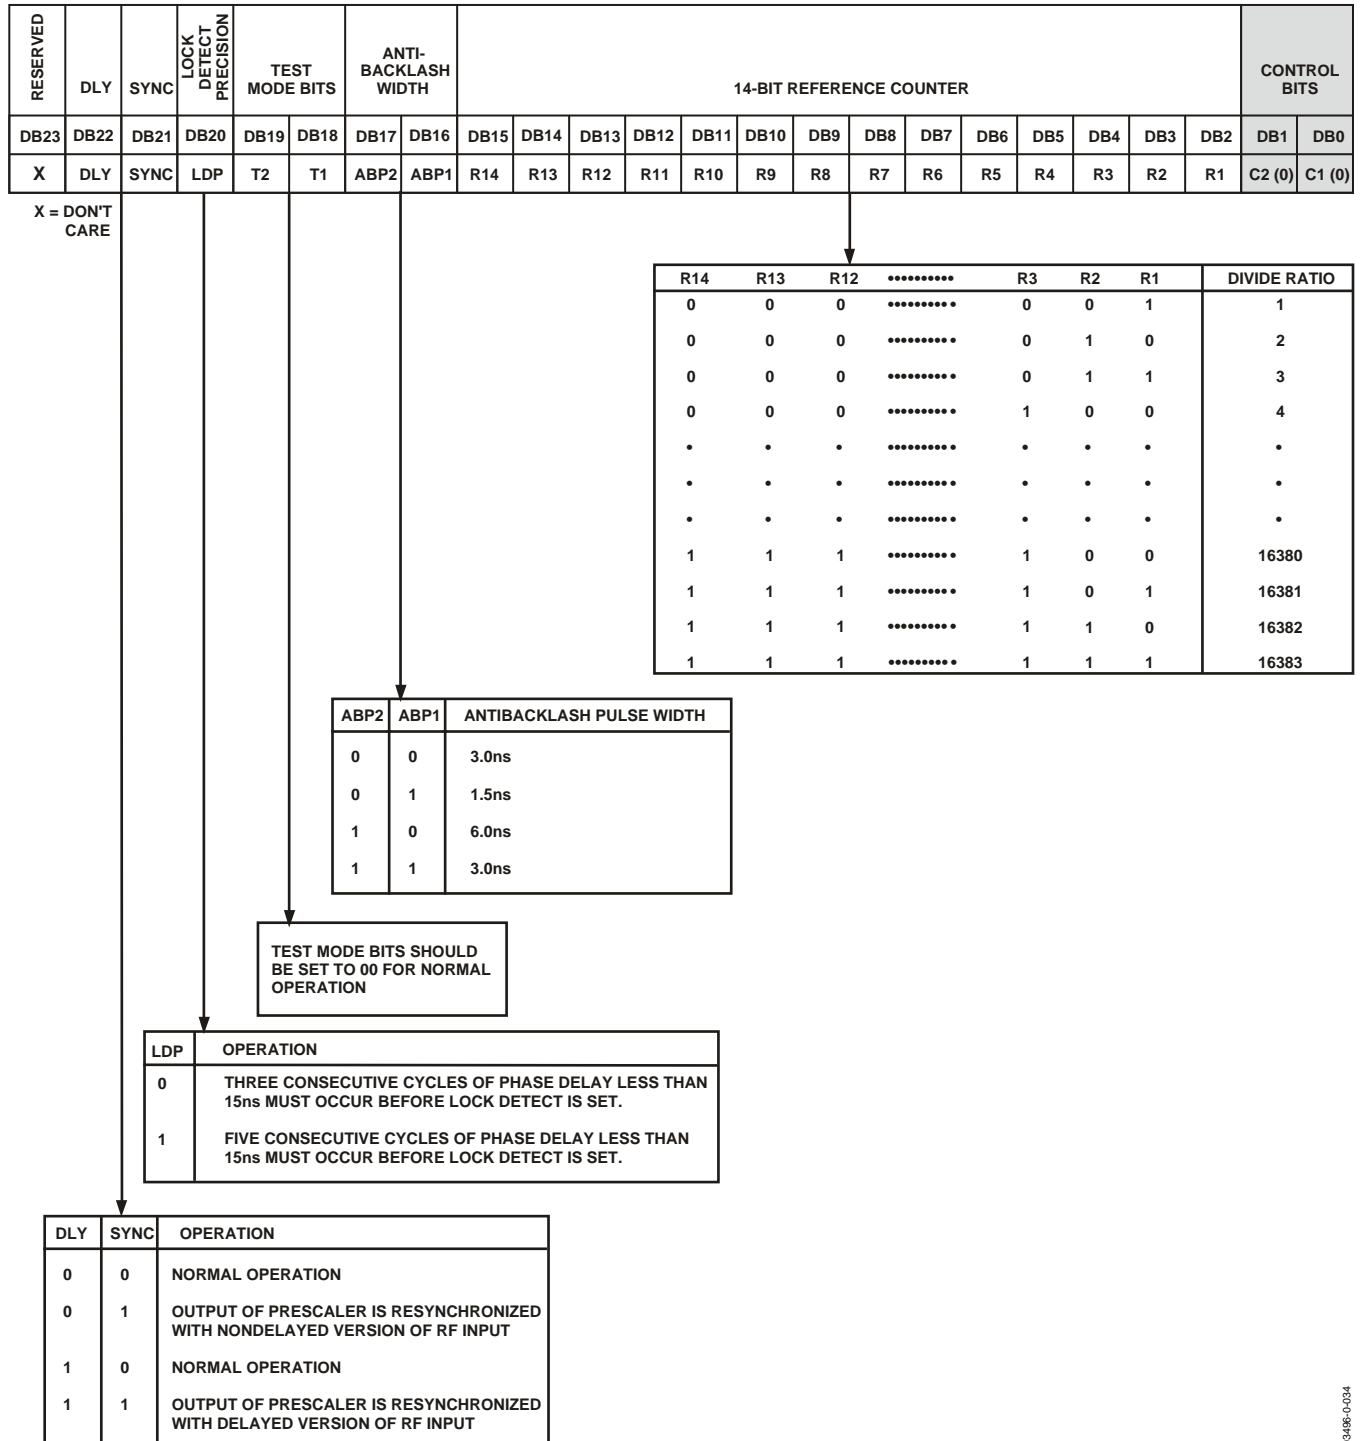 RESERVED DLY SYNC LOCK DETECT PRECISION TEST MODE BITS ANTI-BACKLASH WIDTH 14-BIT REFERENCE COUNTER CONTROL BITS
DB23 DB22 DB21 DB20 DB19 DB18 DB17 DB16 DB15 DB14 DB13 DB12 DB11 DB10 DB9 DB8 DB7 DB6 DB5 DB4 DB3 DB2 DB1 DB0
X DLY SYNC LDP T2 T1 ABP2 ABP1 R14 R13 R12 R11 R10 R9 R8 R7 R6 R5 R4 R3 R2 R1 C2 (0) C1 (0)
X = DON'T
CARE
R14 R13 R12 •••••••••• R3 R2 R1 DIVIDE RATIO
0 0 0 •••••••••• 0 0 1 1
0 0 0 •••••••••• 0 1 0 2
0 0 0 •••••••••• 0 1 1 3
0 0 0 •••••••••• 1 0 0 4
• • • •••••••••• • • • •
• • • •••••••••• • • • •
• • • •••••••••• • • • •
1 1 1 •••••••••• 1 0 0 16380
1 1 1 •••••••••• 1 0 1 16381
1 1 1 •••••••••• 1 1 0 16382
1 1 1 •••••••••• 1 1 1 16383
ABP2 ABP1 ANTIBACKLASH PULSE WIDTH
0 0 3.0ns
0 1 1.5ns
1 0 6.0ns
1 1 3.0ns
TEST MODE BITS SHOULD
BE SET TO 00 FOR NORMAL
OPERATION
LDP OPERATION
0 THREE CONSECUTIVE CYCLES OF PHASE DELAY LESS THAN
15ns MUST OCCUR BEFORE LOCK DETECT IS SET.
1 FIVE CONSECUTIVE CYCLES OF PHASE DELAY LESS THAN
15ns MUST OCCUR BEFORE LOCK DETECT IS SET.
DLY SYNC OPERATION
0 0 NORMAL OPERATION
0 1 OUTPUT OF PRESCALER IS RESYNCHRONIZED
WITH NONDELAYED VERSION OF RF INPUT
1 0 NORMAL OPERATION
1 1 OUTPUT OF PRESCALER IS RESYNCHRONIZED
WITH DELAYED VERSION OF RF INPUT